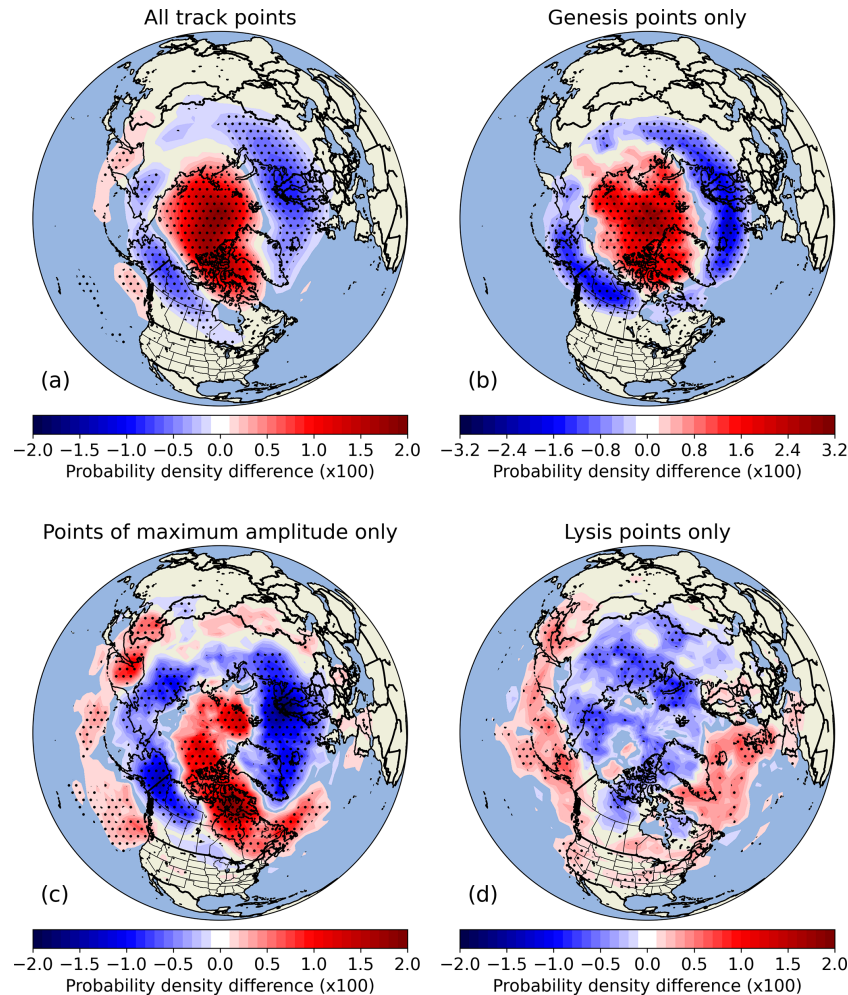 All track points
Genesis points only
(a)
(b)
−2.0 −1.5 −1.0 −0.5 0.0 0.5 1.0 1.5 2.0
−3.2 −2.4 −1.6 −0.8 0.0 0.8 1.6 2.4 3.2
Probability density difference (x100)
Probability density difference (x100)
Points of maximum amplitude only
Lysis points only
(c)
(d)
−2.0 −1.5 −1.0 −0.5 0.0 0.5 1.0 1.5 2.0
−2.0 −1.5 −1.0 −0.5 0.0 0.5 1.0 1.5 2.0
Probability density difference (x100)
Probability density difference (x100)